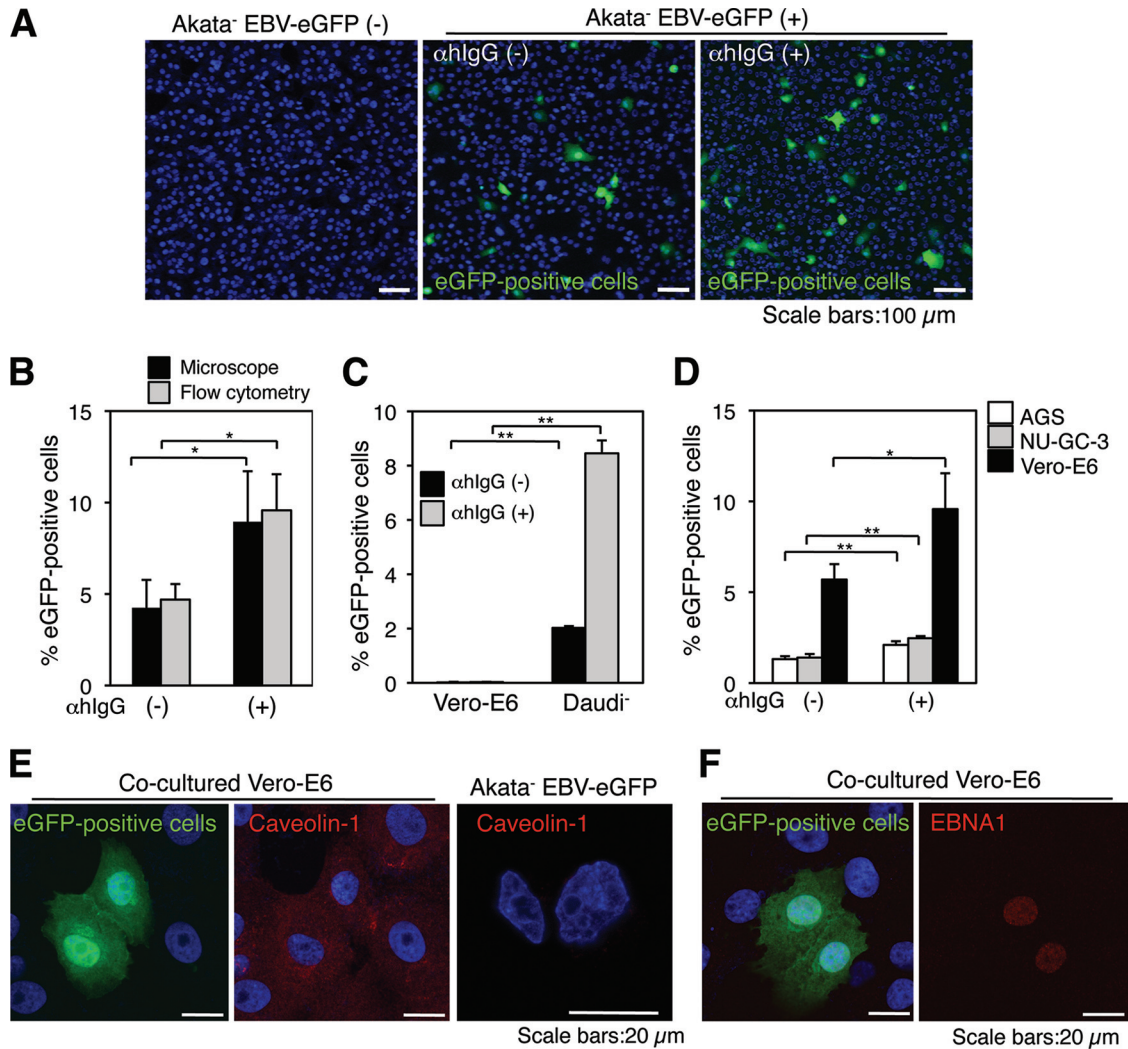 A
Akata⁻ EBV-eGFP (-)
Akata⁻ EBV-eGFP (+)
αhIgG (-)
αhIgG (+)
eGFP-positive cells
eGFP-positive cells
Scale bars:100 µm
B
Microscope
Flow cytometry
% eGFP-positive cells
15
10
5
0
*
*
αhIgG (-) (+)
C
% eGFP-positive cells
10
8
6
4
2
0
**
**
αhIgG (-)
αhIgG (+)
Vero-E6 Daudi⁻
D
AGS
NU-GC-3
Vero-E6
% eGFP-positive cells
15
10
5
0
*
**
**
αhIgG (-) (+)
E
Co-cultured Vero-E6
Akata⁻ EBV-eGFP
eGFP-positive cells
Caveolin-1
Caveolin-1
Scale bars:20 µm
F
Co-cultured Vero-E6
eGFP-positive cells
EBNA1
Scale bars:20 µm